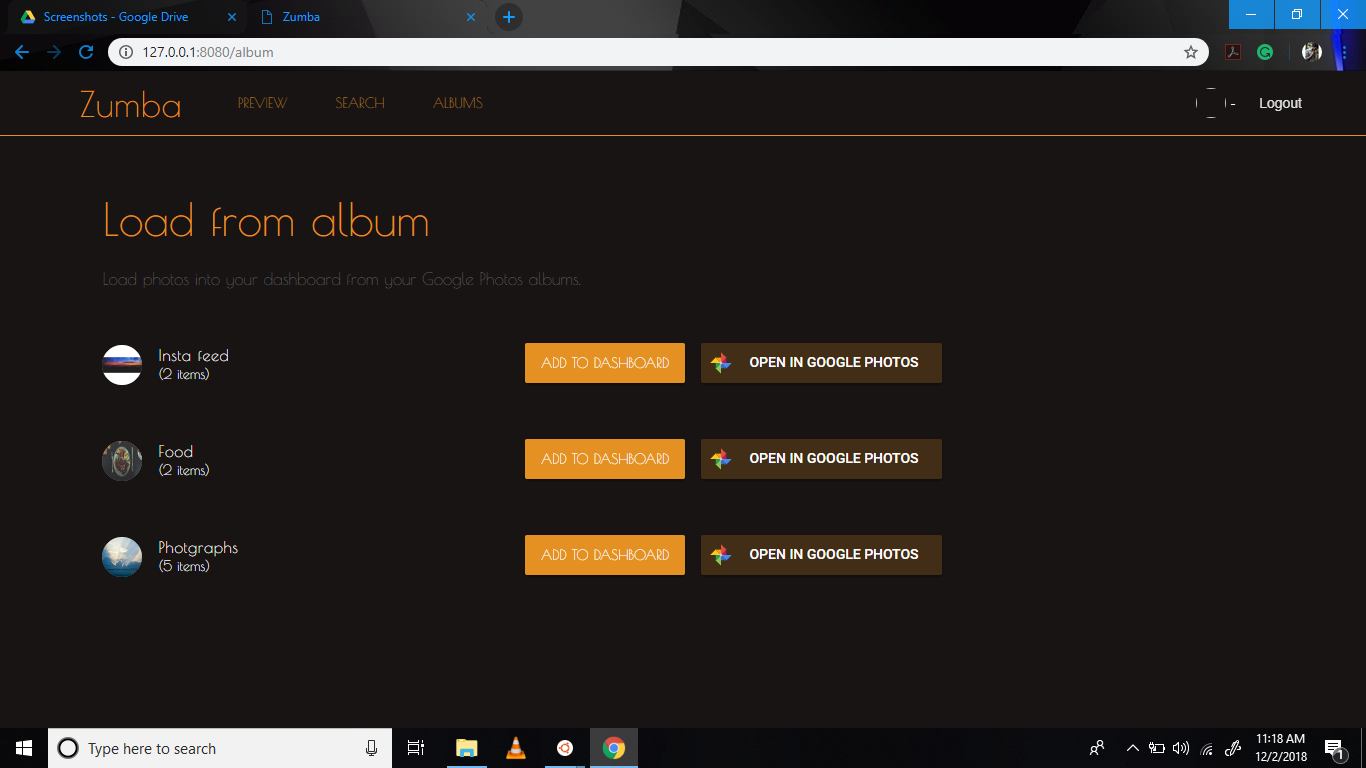 Screenshots - Google Drive
Zumba
127.0.0.1:8080/album
Zumba
PREVIEW
SEARCH
ALBUMS
-
Logout
Load from album
Load photos into your dashboard from your Google Photos albums.
Insta feed
(2 items)
ADD TO DASHBOARD
OPEN IN GOOGLE PHOTOS
Food
(2 items)
ADD TO DASHBOARD
OPEN IN GOOGLE PHOTOS
Photgraphs
(5 items)
ADD TO DASHBOARD
OPEN IN GOOGLE PHOTOS
Type here to search
11:18 AM
12/2/2018
1